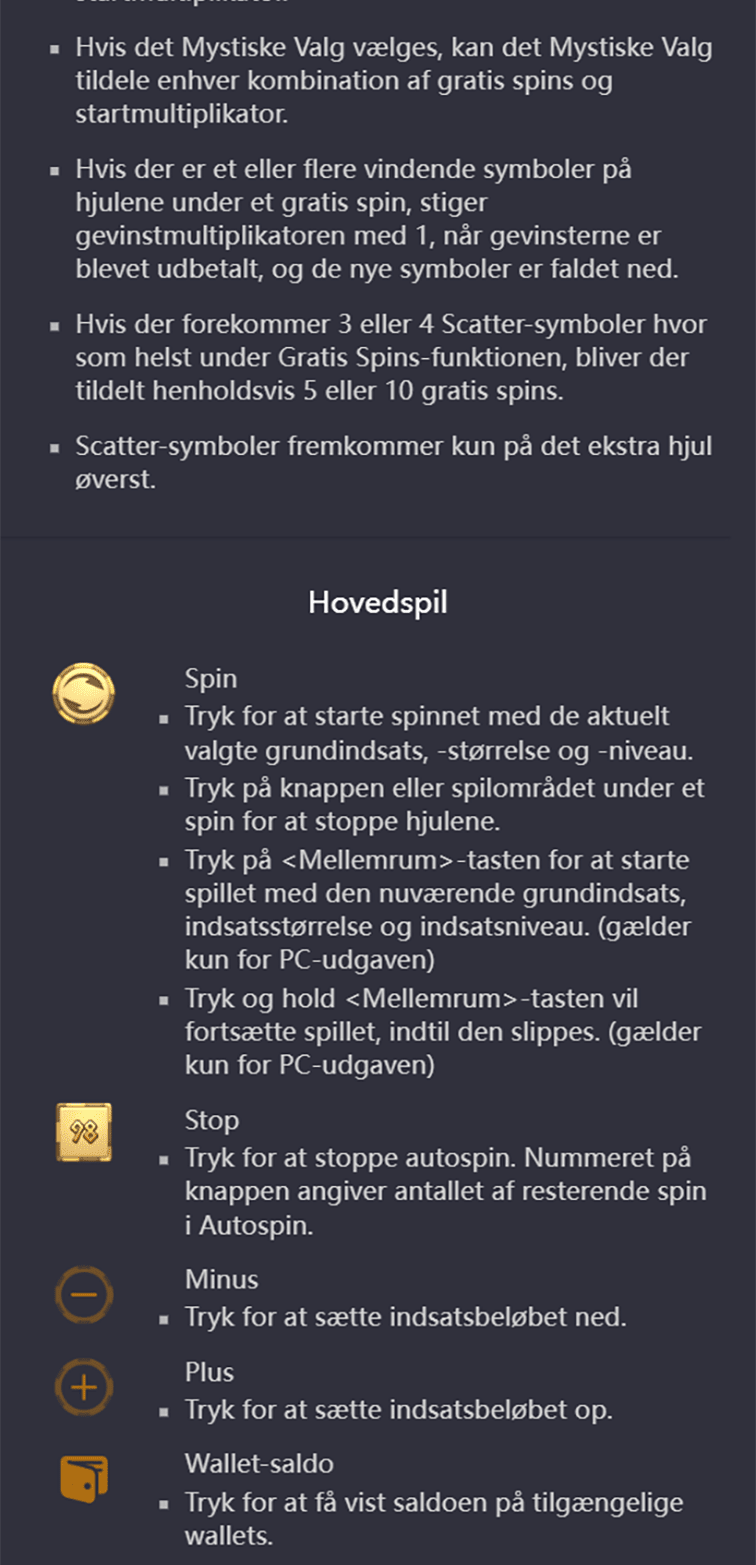 Hvis det Mystiske Valg vælges, kan det Mystiske Valg
tildele enhver kombination af gratis spins og
startmultiplikator.
Hvis der er et eller flere vindende symboler på
hjulene under et gratis spin, stiger
gevinstmultiplikatoren med 1, når gevinsterne er
blevet udbetalt, og de nye symboler er faldet ned.
Hvis der forekommer 3 eller 4 Scatter-symboler hvor
som helst under Gratis Spins-funktionen, bliver der
tildelt henholdsvis 5 eller 10 gratis spins.
Scatter-symboler fremkommer kun på det ekstra hjul
øverst.
Hovedspil
Spin
Tryk for at starte spinnet med de aktuelt
valgte grundindsats, -størrelse og -niveau.
Tryk på knappen eller spilområdet under et
spin for at stoppe hjulene.
Tryk på <Mellemrum>-tasten for at starte
spillet med den nuværende grundindsats,
indsatsstørrelse og indsatsniveau. (gælder
kun for PC-udgaven)
Tryk og hold <Mellemrum>-tasten vil
fortsætte spillet, indtil den slippes. (gælder
kun for PC-udgaven)
98
Stop
Tryk for at stoppe autospin. Nummeret på
knappen angiver antallet af resterende spin
i Autospin.
Minus
Tryk for at sætte indsatsbeløbet ned.
Plus
Tryk for at sætte indsatsbeløbet op.
Wallet-saldo
Tryk for at få vist saldoen på tilgængelige
wallets.